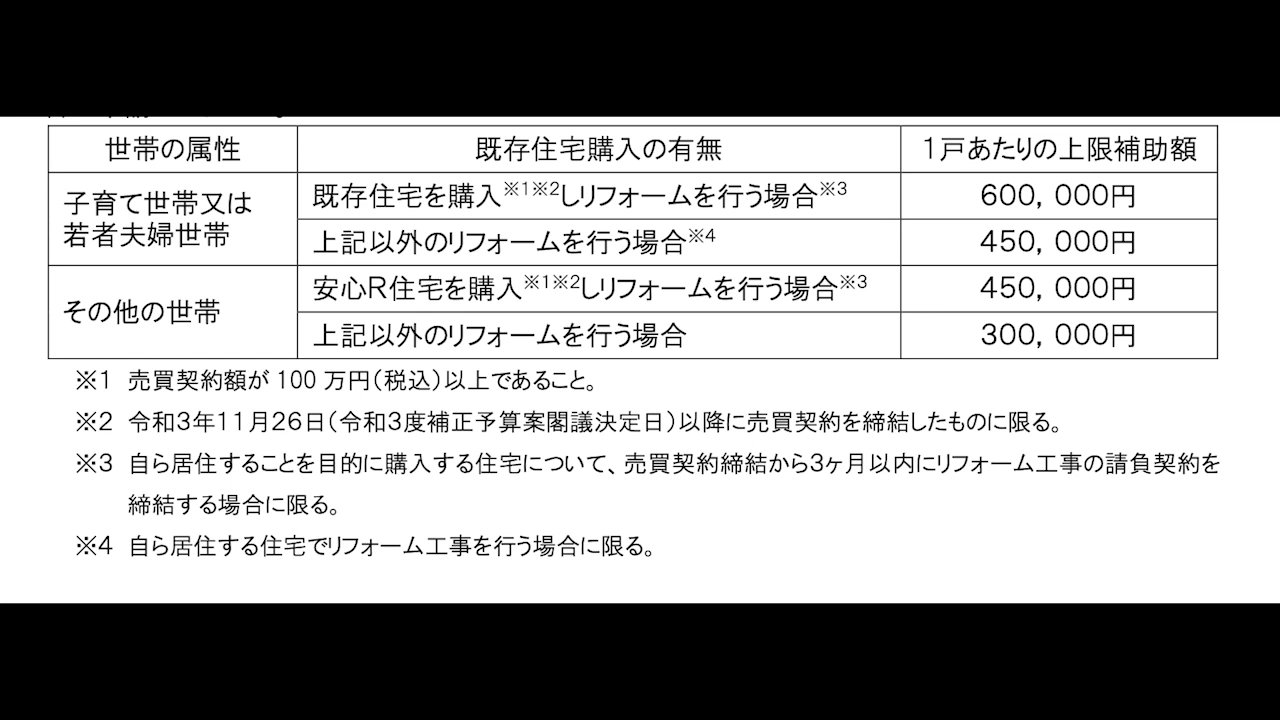 世帯の属性 既存住宅購入の有無 1戸あたりの上限補助額
子育て世帯又は
若者夫婦世帯
既存住宅を購入※1※2しリフォームを行う場合※3 600，000円
上記以外のリフォームを行う場合※4 450，000円
その他の世帯
安心R住宅を購入※1※2しリフォームを行う場合※3 450，000円
上記以外のリフォームを行う場合 300，000円
※1 売買契約額が 100 万円（税込）以上であること。
※2 令和3年11月26日（令和3度補正予算案閣議決定日）以降に売買契約を締結したものに限る。
※3 自ら居住することを目的に購入する住宅について、売買契約締結から3ヶ月以内にリフォーム工事の請負契約を
締結する場合に限る。
※4 自ら居住する住宅でリフォーム工事を行う場合に限る。